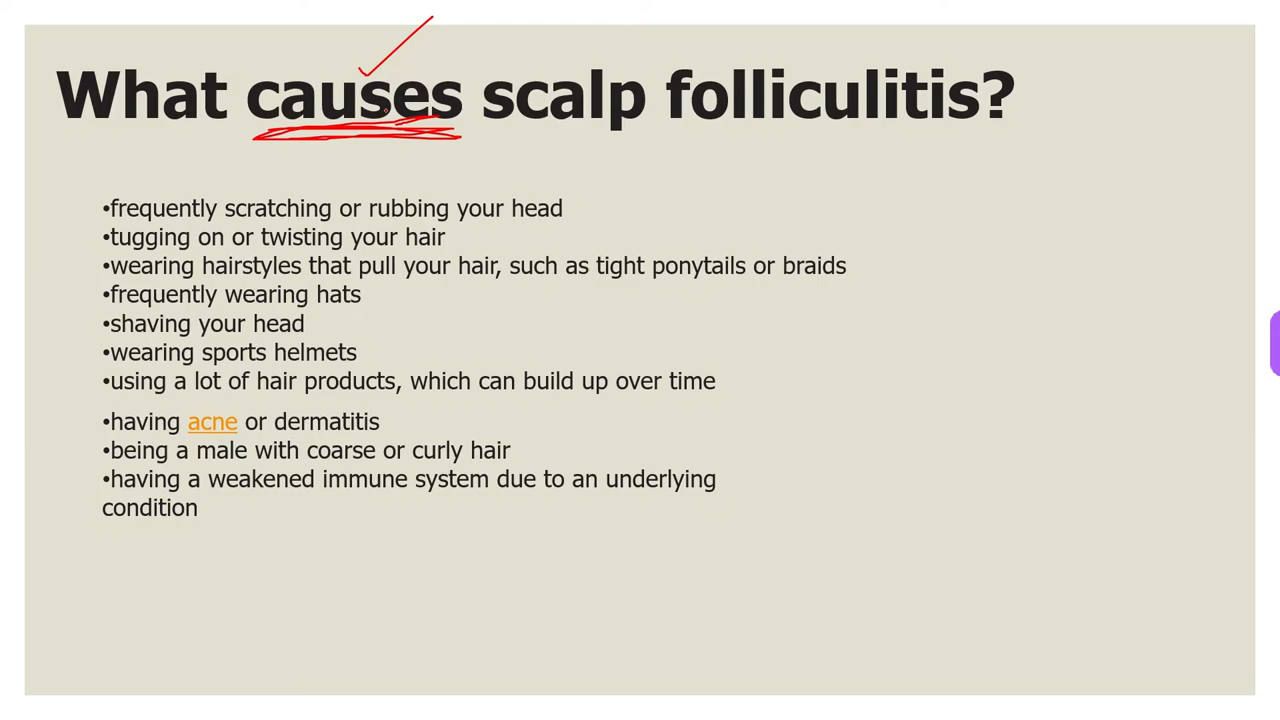 What causes scalp folliculitis?
•frequently scratching or rubbing your head
•tugging on or twisting your hair
•wearing hairstyles that pull your hair, such as tight ponytails or braids
•frequently wearing hats
•shaving your head
•wearing sports helmets
•using a lot of hair products, which can build up over time
•having acne or dermatitis
•being a male with coarse or curly hair
•having a weakened immune system due to an underlying
condition